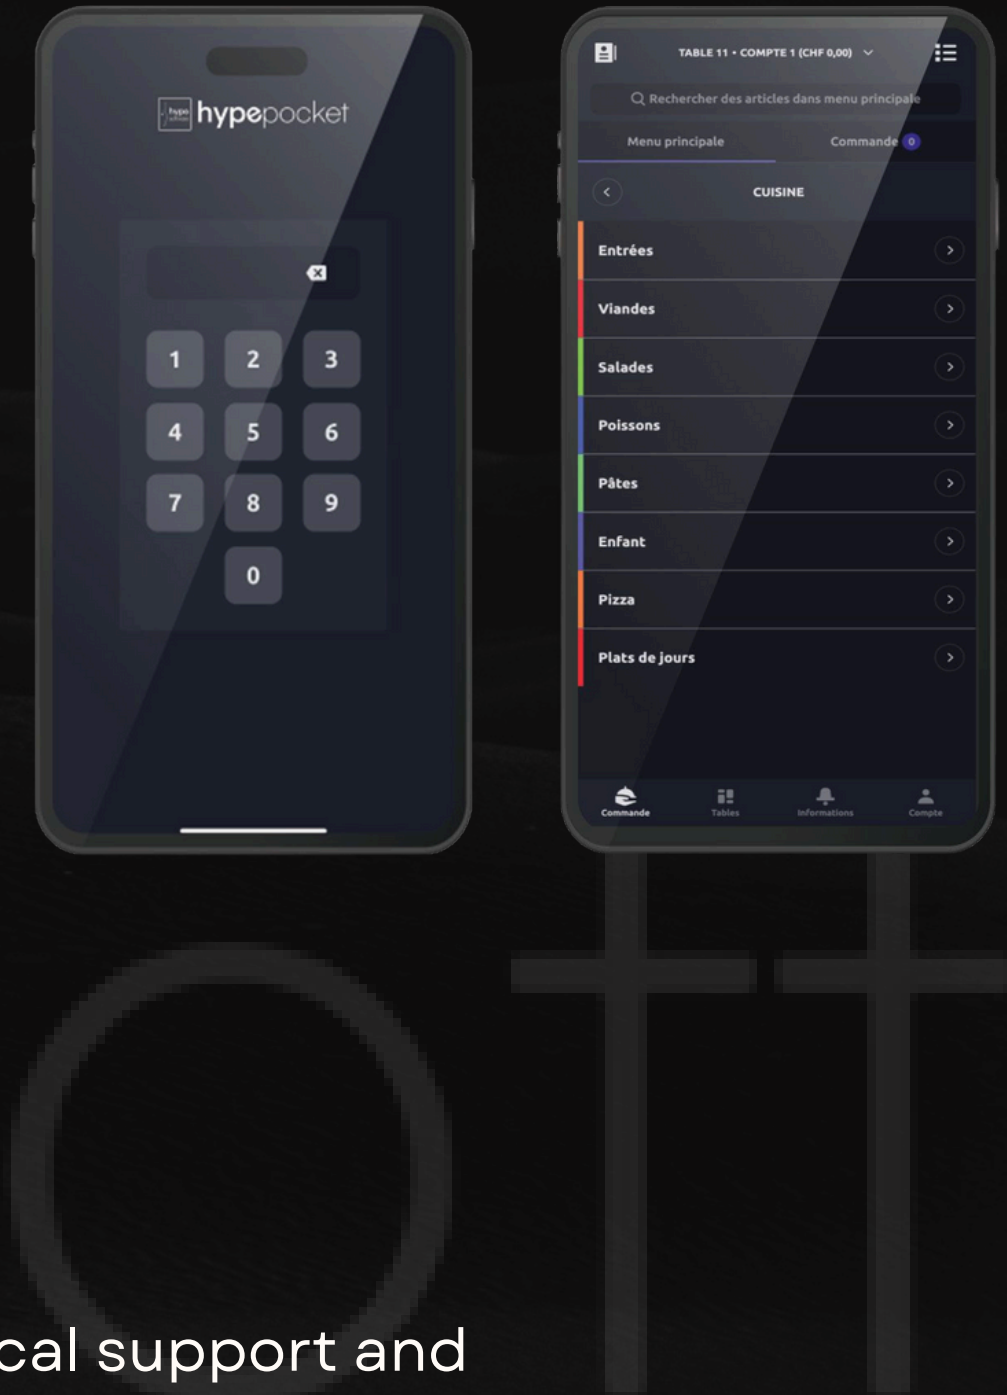 hypepocket
1 2 3
4 5 6
7 8 9
0
TABLE 11 • COMPTE 1 (CHF 0,00)
Rechercher des articles dans menu principale
Menu principale Commande 0
CUISINE
Entrées
Viandes
Salades
Poissons
Pâtes
Enfant
Pizza
Plats de jours
Commande Tables Informations Compte
cal support and